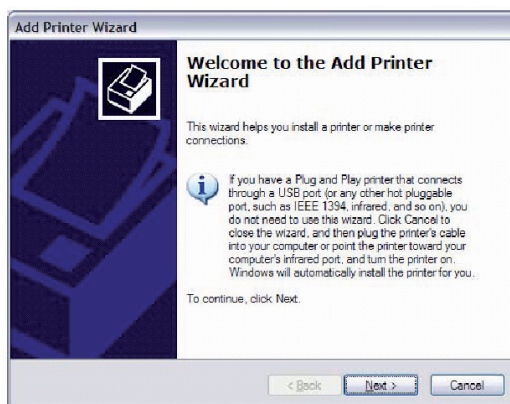 Add Printer Wizard
Welcome to the Add Printer
Wizard
This wizard helps you install a printer or make printer
connections.
If you have a Plug and Play printer that connects
through a USB port (or any other hot pluggable
port, such as IEEE 1394, infrared, and so on), you
do not need to use this wizard. Click Cancel to
close the wizard, and then plug the printer's cable
into your computer or point the printer toward your
computer's infrared port, and turn the printer on.
Windows will automatically install the printer for you.
To continue, click Next.
< Back Next > Cancel